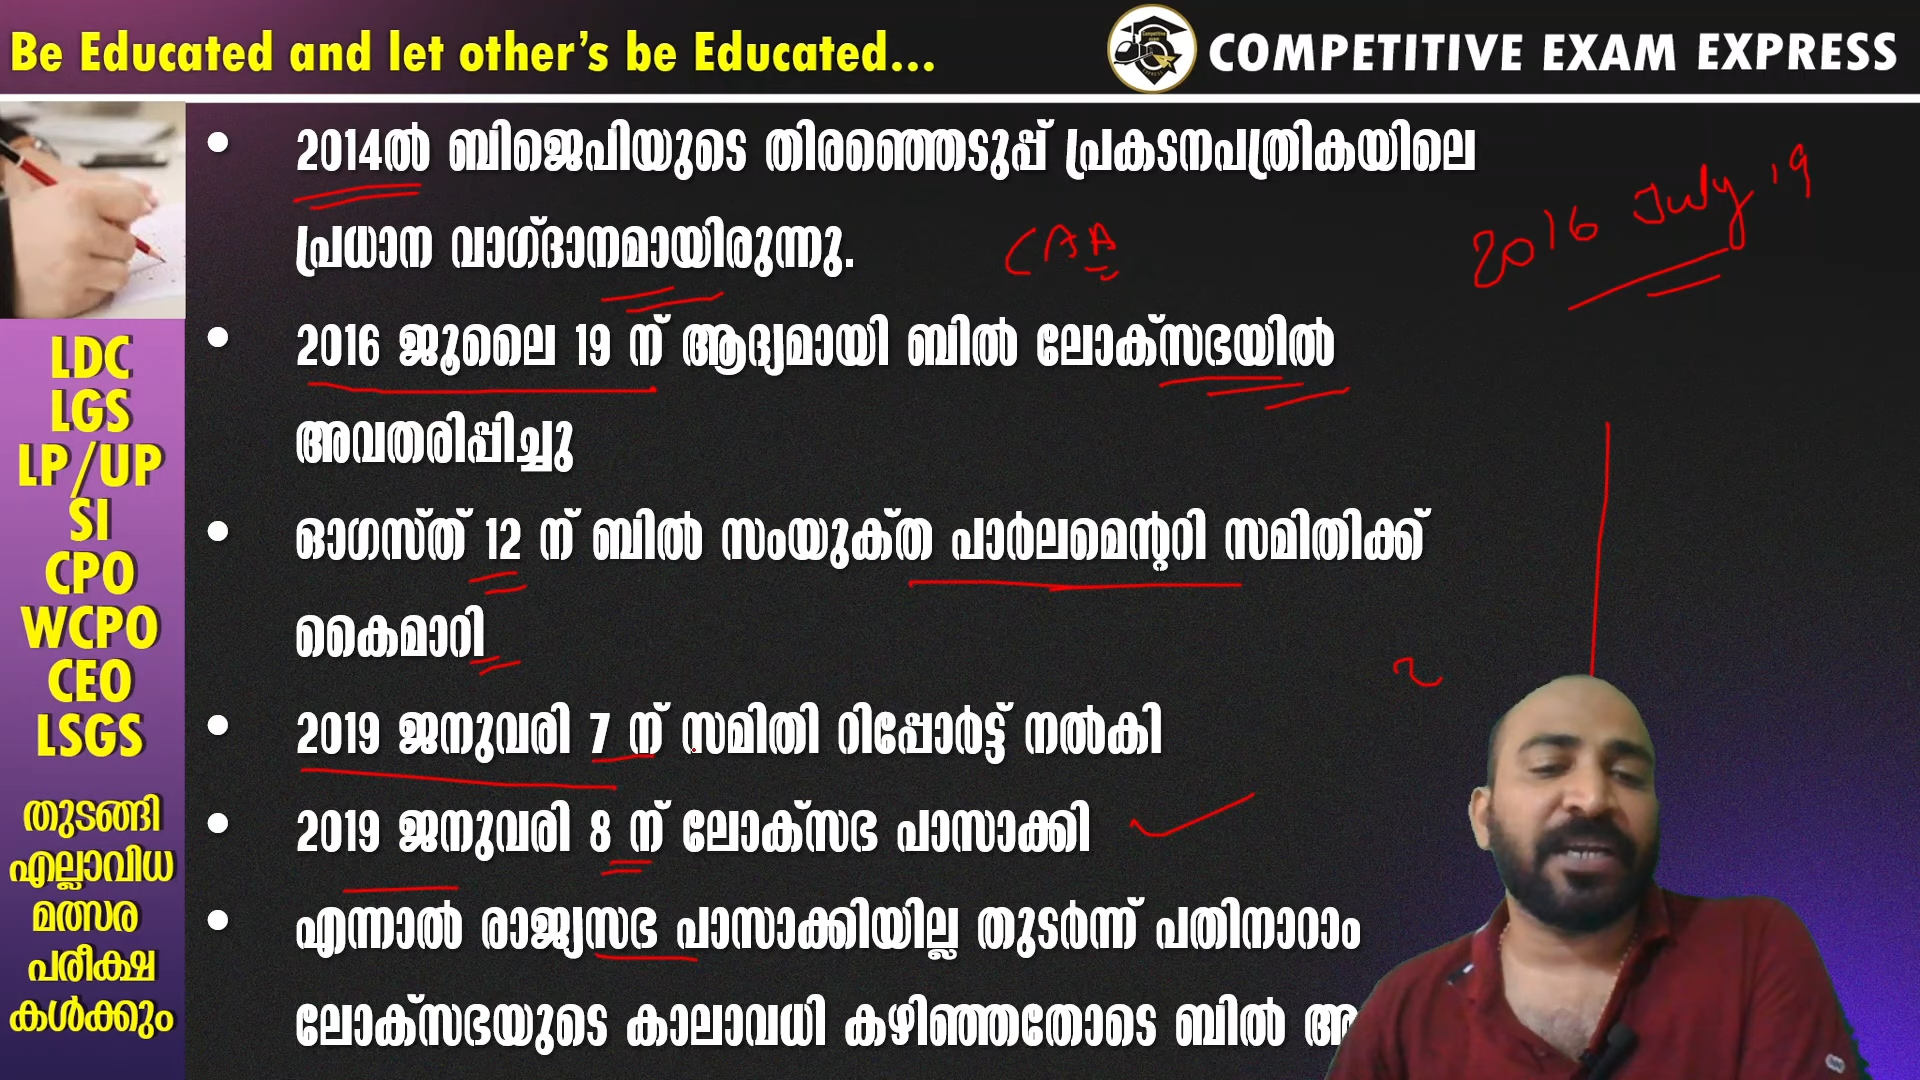 Be Educated and let other's be Educated...
COMPETITIVE EXAM EXPRESS
• 2014ൽ ബിജെപിയുടെ തിരഞ്ഞെടുപ്പ് പ്രകടനപത്രികയിലെ
പ്രധാന വാഗ്ദാനമായിരുന്നു.
CAA
2016 July 19
• 2016 ജൂലൈ 19 ന് ആദ്യമായി ബിൽ ലോക്സഭയിൽ
അവതരിപ്പിച്ചു
• ഓഗസ്ത് 12 ന് ബിൽ സംയുക്ത പാർലമെന്ററി സമിതിക്ക്
കൈമാറി
• 2019 ജനുവരി 7 ന് സമിതി റിപ്പോർട്ട് നൽകി
• 2019 ജനുവരി 8 ന് ലോക്സഭ പാസാക്കി
• എന്നാൽ രാജ്യസഭ പാസാക്കിയില്ല തുടർന്ന് പതിനാറാം
ലോക്സഭയുടെ കാലാവധി കഴിഞ്ഞതോടെ ബിൽ
LDC
LGS
LP/UP
SI
CPO
WCPO
CEO
LSGS
തുടങ്ങി
എല്ലാവിധ
മത്സര
പരീക്ഷ
കൾക്കും